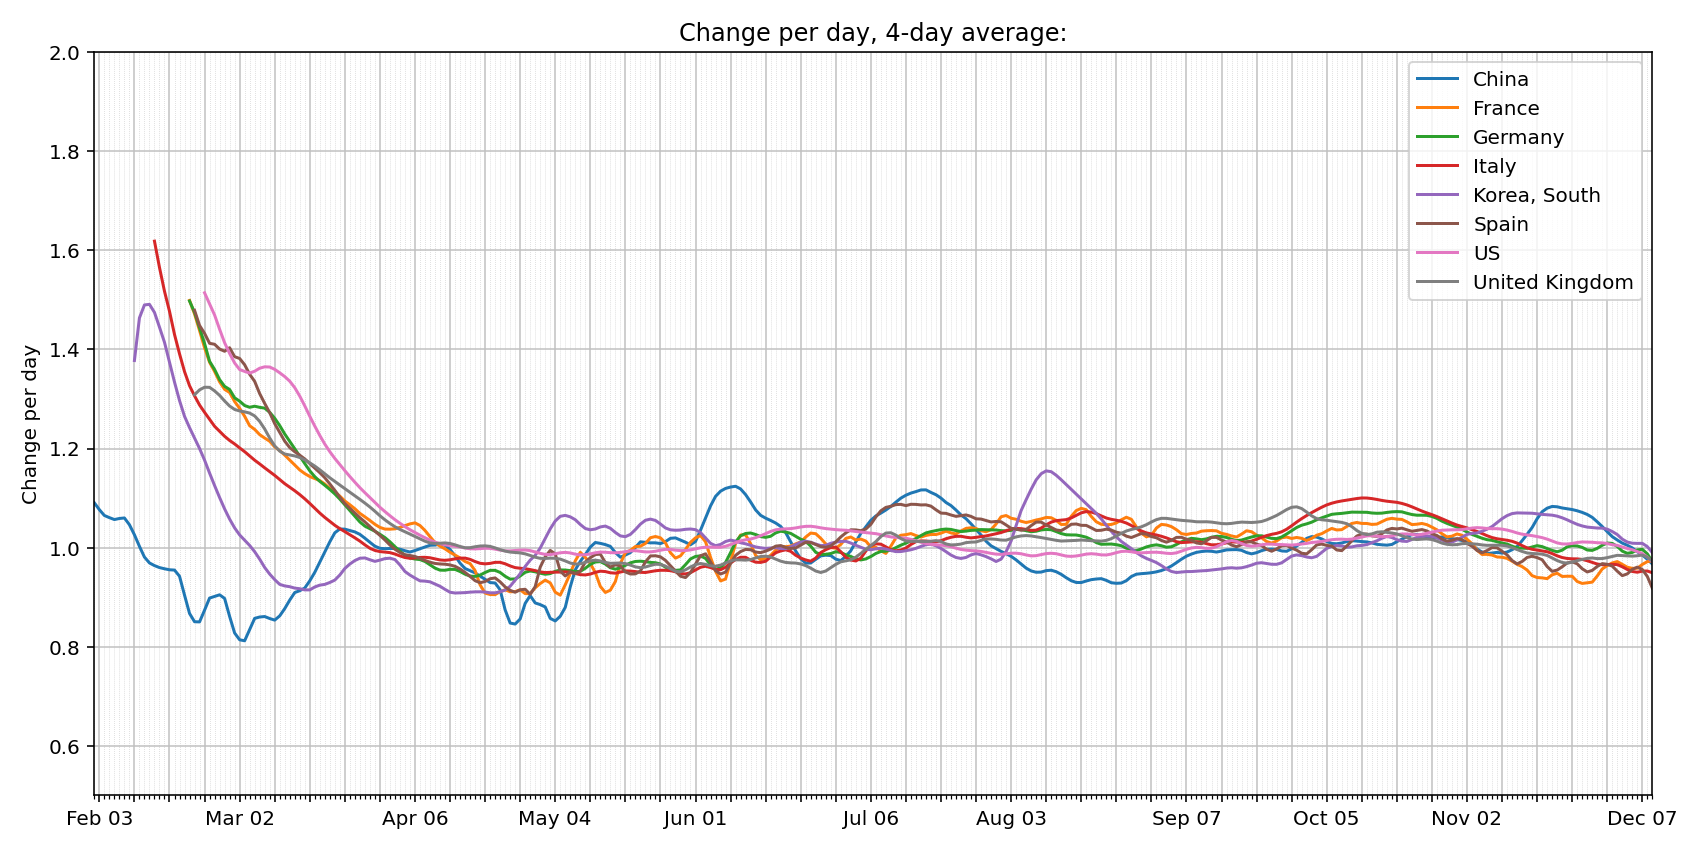 Change per day, 4-day average:
Change per day
2.0
1.8
1.6
1.4
1.2
1.0
0.8
0.6
China
France
Germany
Italy
Korea, South
Spain
US
United Kingdom
Feb 03 Mar 02 Apr 06 May 04 Jun 01 Jul 06 Aug 03 Sep 07 Oct 05 Nov 02 Dec 07